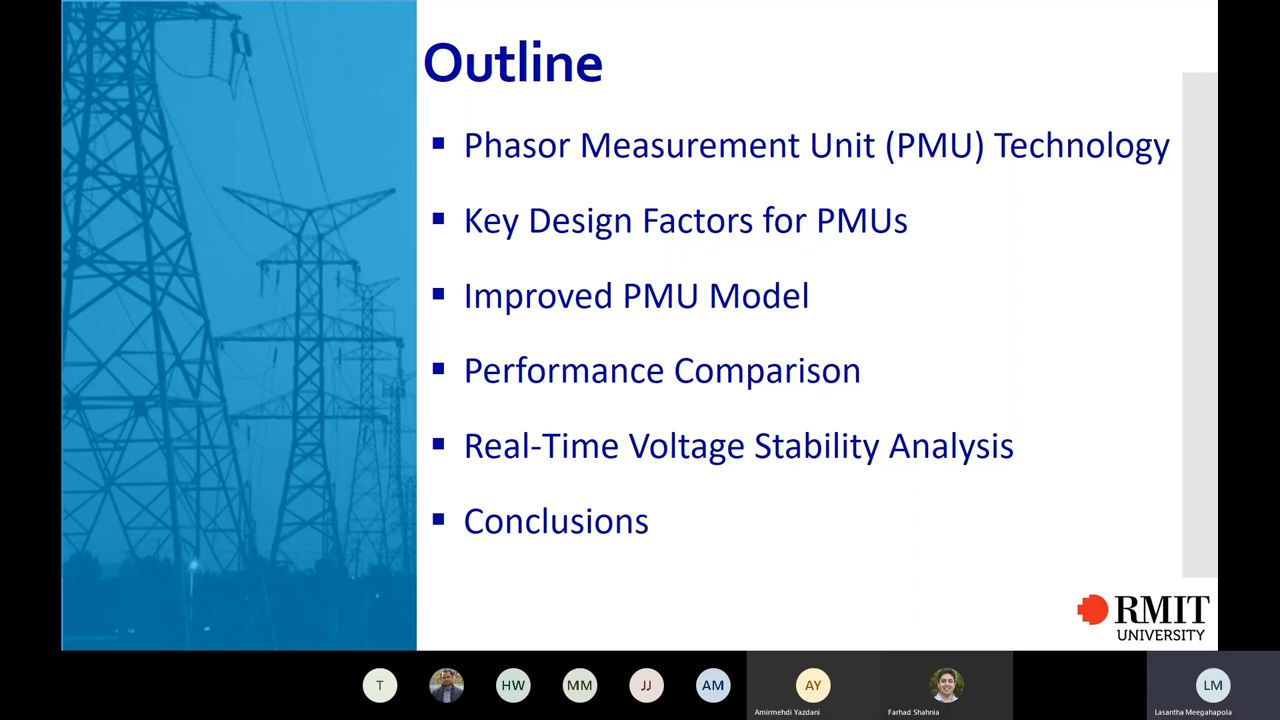 Outline
Phasor Measurement Unit (PMU) Technology
Key Design Factors for PMUs
Improved PMU Model
Performance Comparison
Real-Time Voltage Stability Analysis
Conclusions
RMIT
UNIVERSITY
T
HW
MM
JJ
AM
AY
LM
Amirmehdi Yazdani
Farhad Shahnia
Lasantha Meegahapola